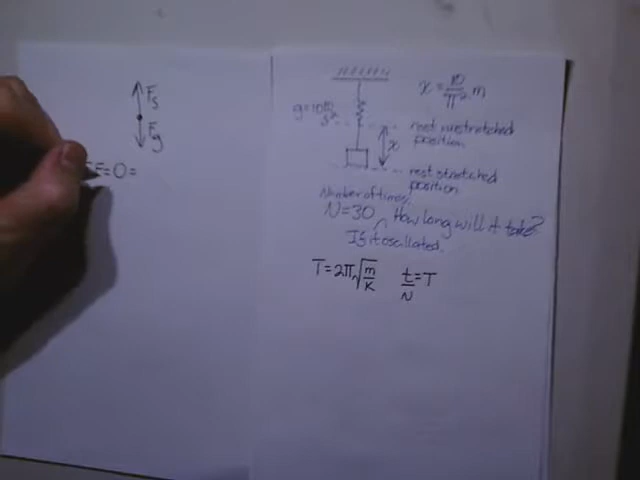 Fs
Fg
F=0=
x=10/π² m
g=10m/s²
rest unstretched
position
x
rest stretched
position
Number of times
N=30 How long will it take?
Is it oscillated.
T=2π√m/K t/N=T